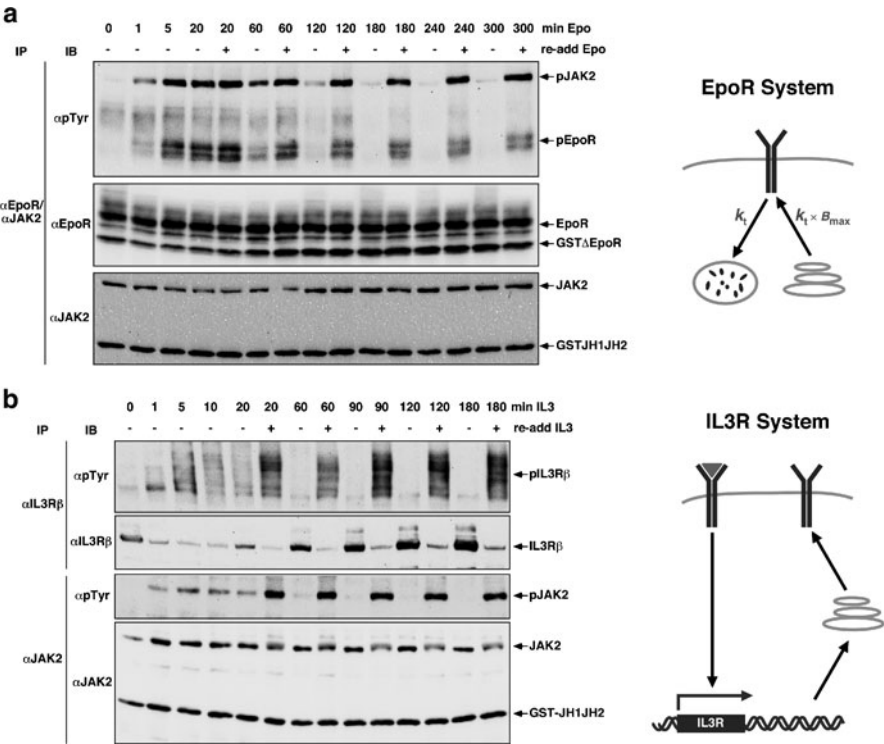 a
0 1 5 20 20 60 60 120 120 180 180 240 240 300 300 min Epo
IP IB - - - - + - + - + - + - + - + re-add Epo
αpTyr
pJAK2
pEpoR
αEpoR/
αJAK2
αEpoR
EpoR
GSTΔEpoR
αJAK2
JAK2
GSTJH1JH2
EpoR System
kt
kt × Bmax
b
0 1 5 10 20 20 60 60 90 90 120 120 180 180 min IL3
IP IB - - - - - + - + - + - + - + re-add IL3
αIL3Rβ
αpTyr
pIL3Rβ
αIL3Rβ
IL3Rβ
αJAK2
αpTyr
pJAK2
αJAK2
JAK2
GST-JH1JH2
IL3R System
IL3R